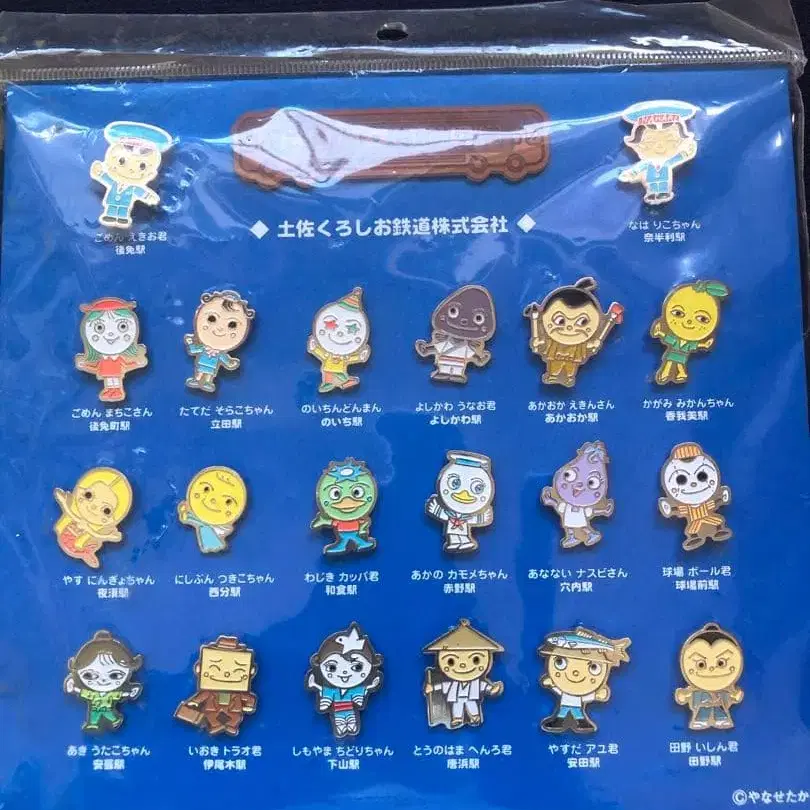 ごめん えきお君
後免駅
なは りこちゃん
奈半利駅
◆ 土佐くろしお鉄道株式会社 ◆
ごめん まちこさん
後免町駅
たてだ そらこちゃん
立田駅
のいちんどんまん
のいち駅
よしかわ うなお君
よしかわ駅
あかおか えきんさん
あかおか駅
かがみ みかんちゃん
香我美駅
やす にんぎょちゃん
夜須駅
にしぶん つきこちゃん
西分駅
わじき カッパ君
和食駅
あかの カモメちゃん
赤野駅
あなない ナスビさん
穴内駅
球場 ボール君
球場前駅
あき うたこちゃん
安芸駅
いおき トラオ君
伊尾木駅
しもやま ちどりちゃん
下山駅
とうのはま へんろ君
唐浜駅
やすだ アユ君
安田駅
田野 いしん君
田野駅
©やなせたか